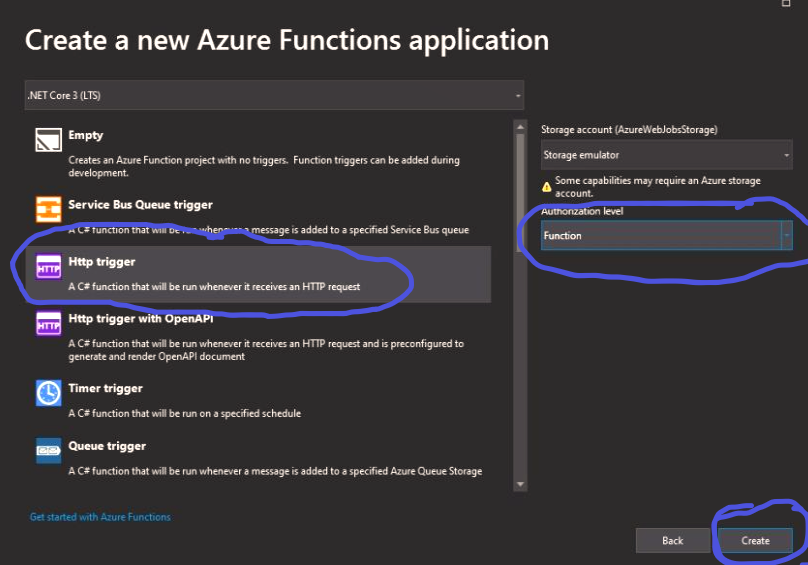 Create a new Azure Functions application
.NET Core 3 (LTS)
Empty
Creates an Azure Function project with no triggers. Function triggers can be added during
development.
Service Bus Queue trigger
A C# function that will be run whenever a message is added to a specified Service Bus queue
HTTP
Http trigger
A C# function that will be run whenever it receives an HTTP request
HTTP
Http trigger with OpenAPI
A C# function that will be run whenever it receives an HTTP request and is preconfigured to
generate and render OpenAPI document
Timer trigger
A C# function that will be run on a specified schedule
Queue trigger
A C# function that will be run whenever a message is added to a specified Azure Queue Storage
Storage account (AzureWebJobsStorage)
Storage emulator
Some capabilities may require an Azure storage
account.
Authorization level
Function
Get started with Azure Functions
Back
Create